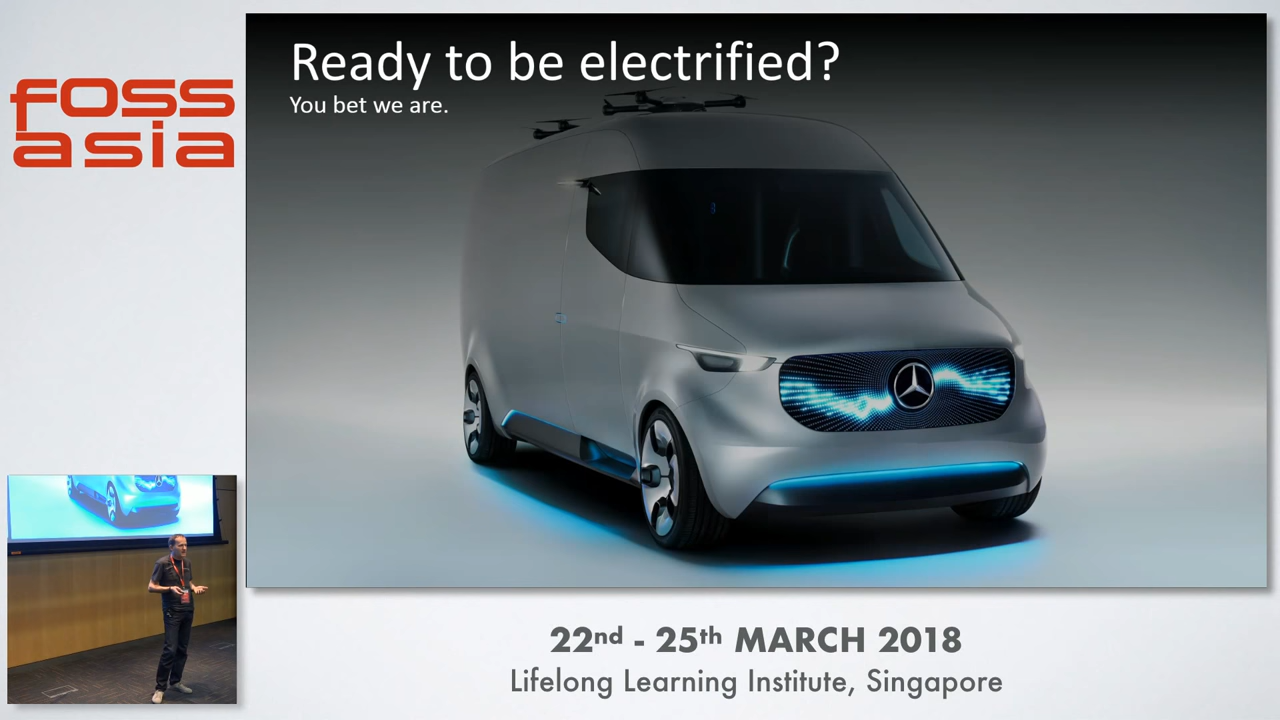 foss
asia
Ready to be electrified?
You bet we are.
22nd - 25th MARCH 2018
Lifelong Learning Institute, Singapore